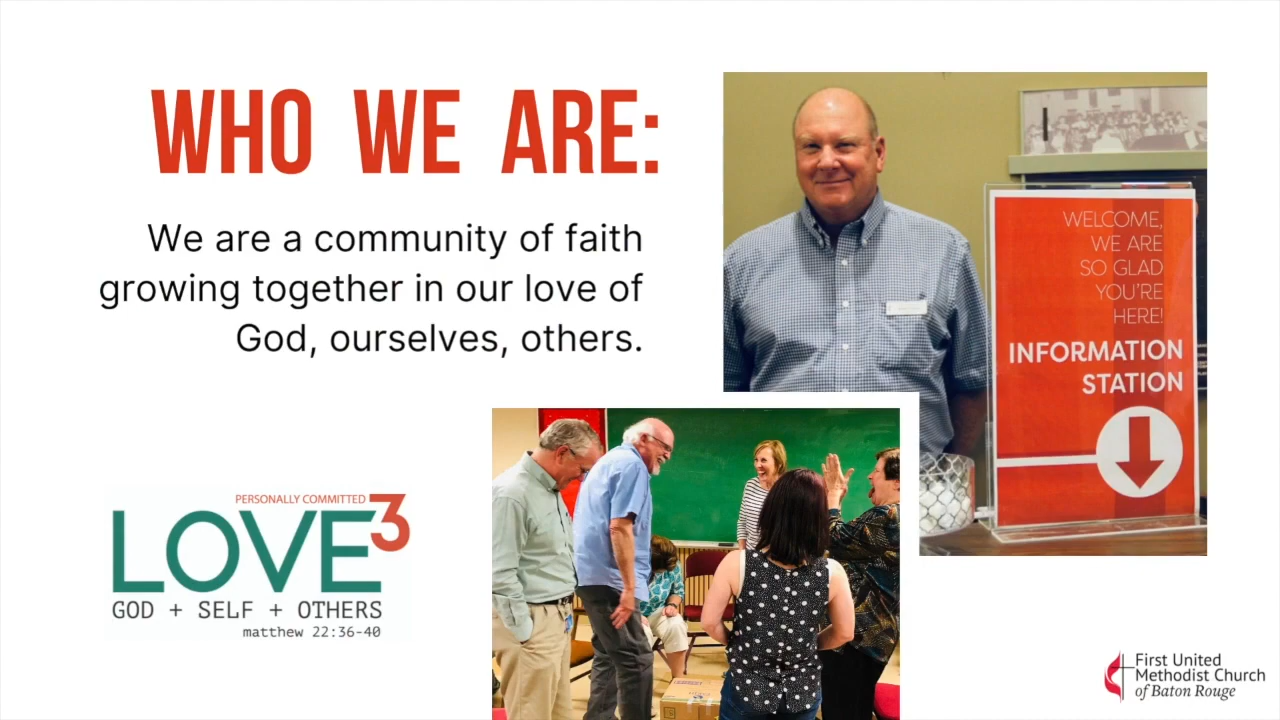 WHO WE ARE:
We are a community of faith
growing together in our love of
God, ourselves, others.
WELCOME,
WE ARE
SO GLAD
YOU'RE
HERE!
INFORMATION
STATION
PERSONALLY COMMITTED
LOVE3
GOD + SELF + OTHERS
matthew 22:36-40
First United
Methodist Church
of Baton Rouge